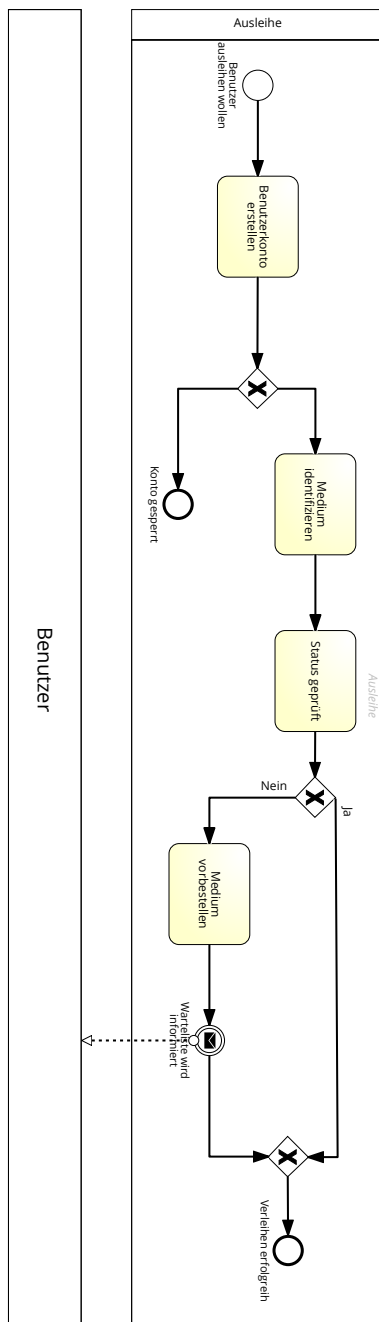 Ausleihe
Benutzer
ausleihen wollen
Benutzerkonto
erstellen
Konto gesperrt
Medium
identifizieren
Status geprüft
Ausleihe
Nein
Ja
Medium
vorbestellen
Warteliste wird
informiert
Verleihen erfolgreih
Benutzer